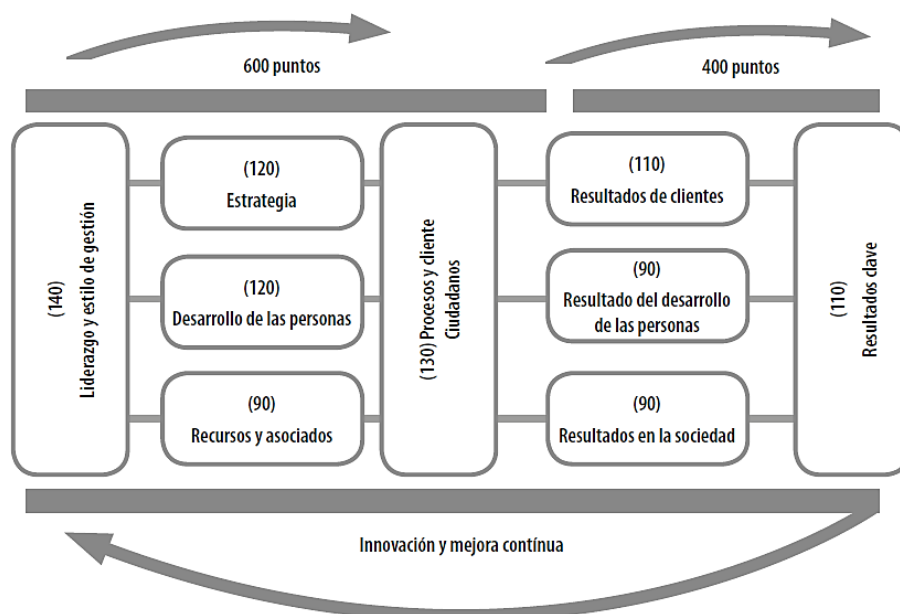 600 puntos
400 puntos
(140)
Liderazgo y estilo de gestión
(120)
Estrategia
(120)
Desarrollo de las personas
(90)
Recursos y asociados
(130) Procesos y cliente
Ciudadanos
(110)
Resultados de clientes
(90)
Resultado del desarrollo
de las personas
(90)
Resultados en la sociedad
(110)
Resultados clave
Innovación y mejora contínua